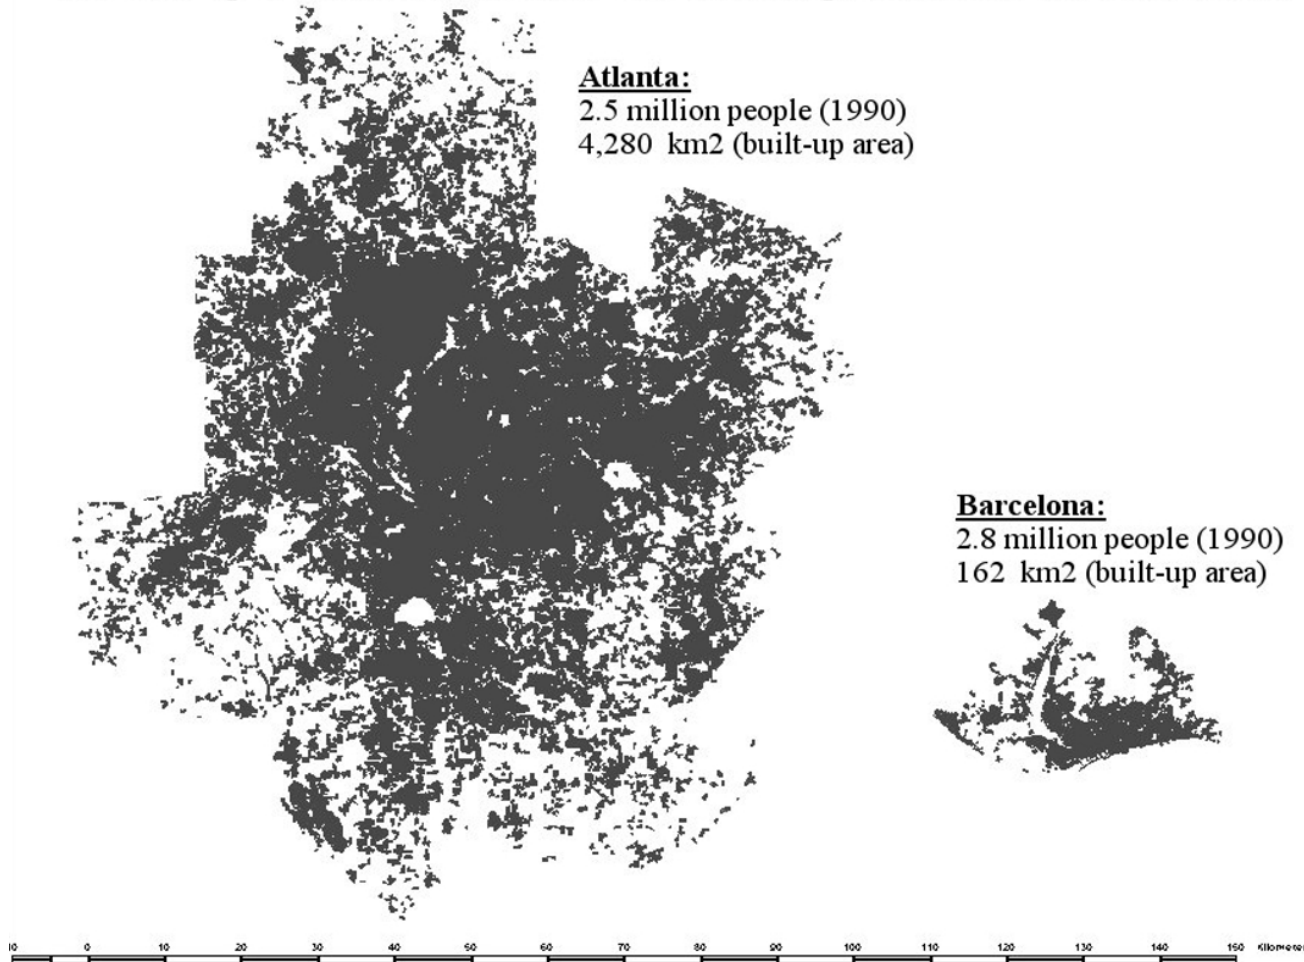 Atlanta:
2.5 million people (1990)
4,280 km2 (built-up area)
Barcelona:
2.8 million people (1990)
162 km2 (built-up area)
10 0 10 20 30 40 50 60 70 80 90 100 110 120 130 140 150 Kilometer